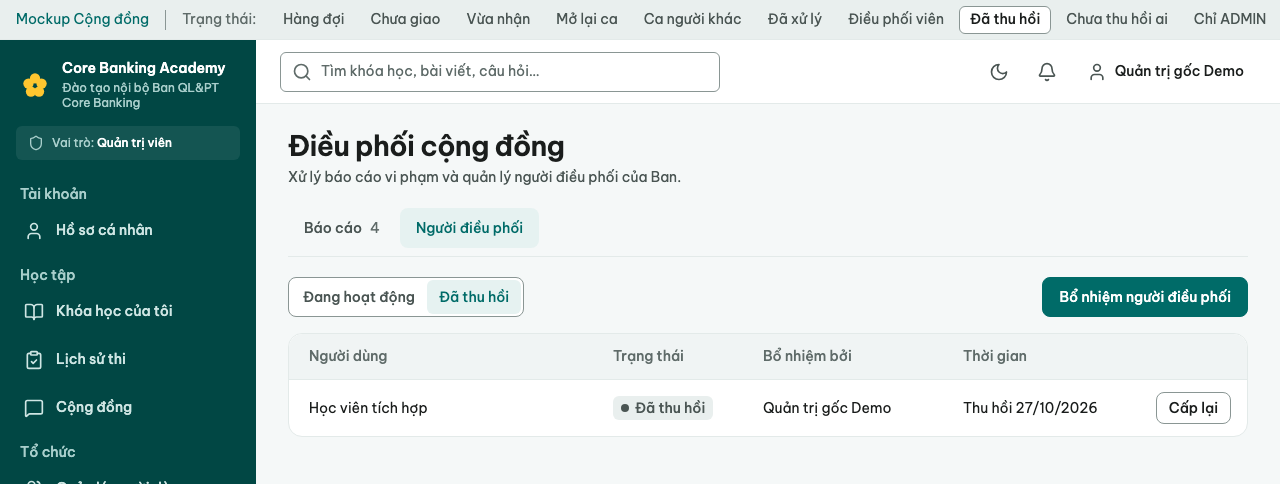 Mockup Cộng đồng
Trạng thái:
Hàng đợi
Chưa giao
Vừa nhận
Mở lại ca
Ca người khác
Đã xử lý
Điều phối viên
Đã thu hồi
Chưa thu hồi ai
Chỉ ADMIN
Core Banking Academy
Đào tạo nội bộ Ban QL&PT
Core Banking
Vai trò: Quản trị viên
Tài khoản
Hồ sơ cá nhân
Học tập
Khóa học của tôi
Lịch sử thi
Cộng đồng
Tổ chức
Tìm khóa học, bài viết, câu hỏi...
Quản trị gốc Demo
Điều phối cộng đồng
Xử lý báo cáo vi phạm và quản lý người điều phối của Ban.
Báo cáo 4
Người điều phối
Đang hoạt động
Đã thu hồi
Bổ nhiệm người điều phối
Người dùng
Trạng thái
Bổ nhiệm bởi
Thời gian
Học viên tích hợp
Đã thu hồi
Quản trị gốc Demo
Thu hồi 27/10/2026
Cấp lại